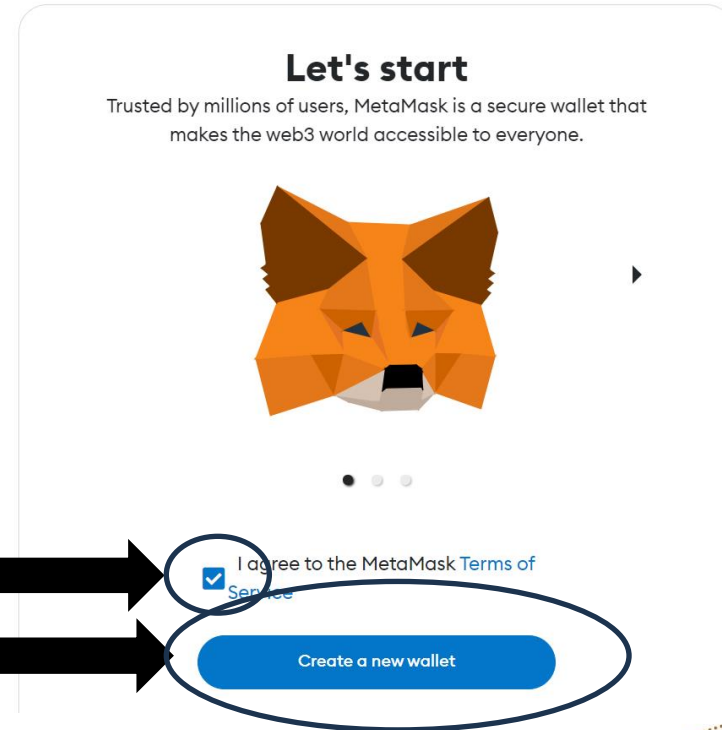 Let's start
Trusted by millions of users, MetaMask is a secure wallet that
makes the web3 world accessible to everyone.
I agree to the MetaMask Terms of
Service
Create a new wallet